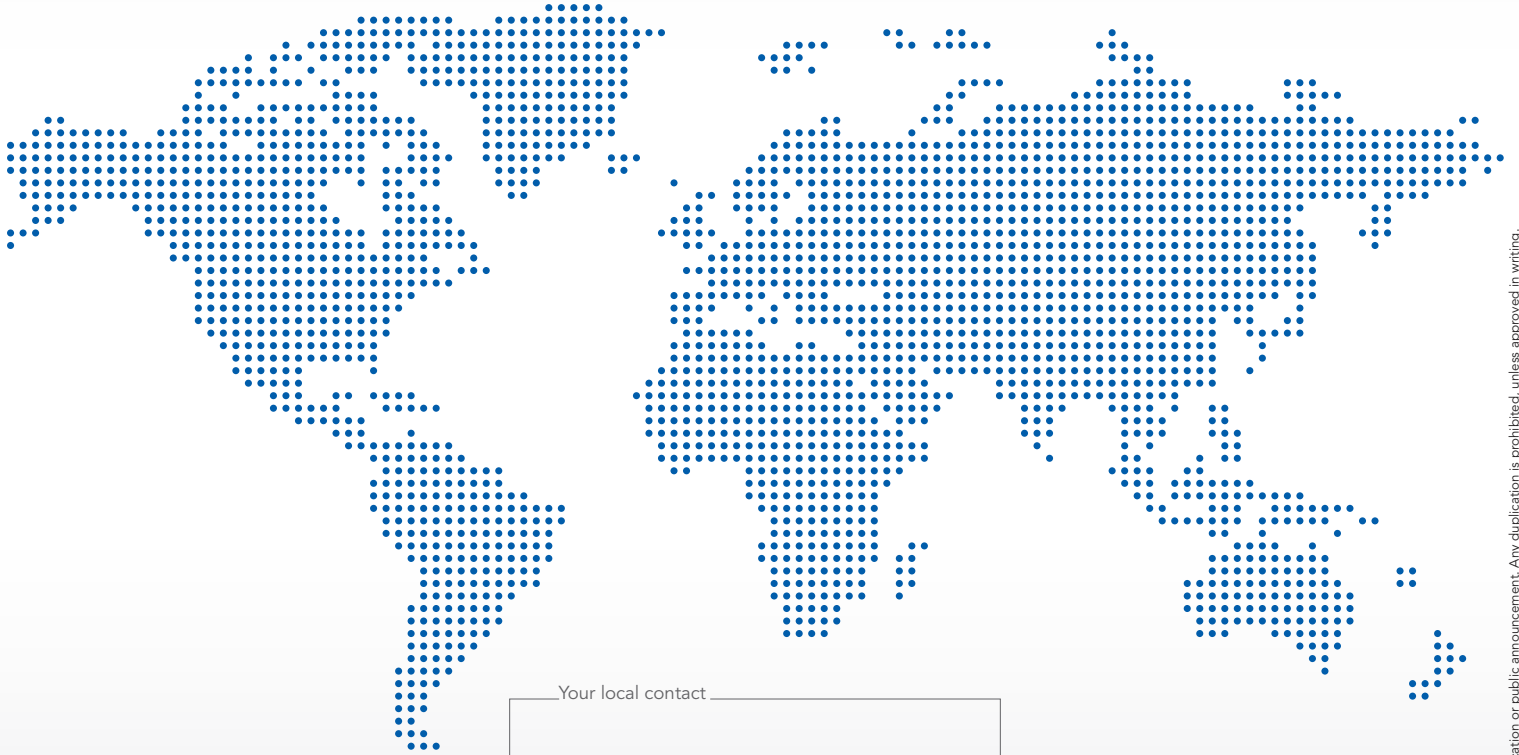 Your local contact
ation or public announcement. Any duplication is prohibited, unless approved in writing.